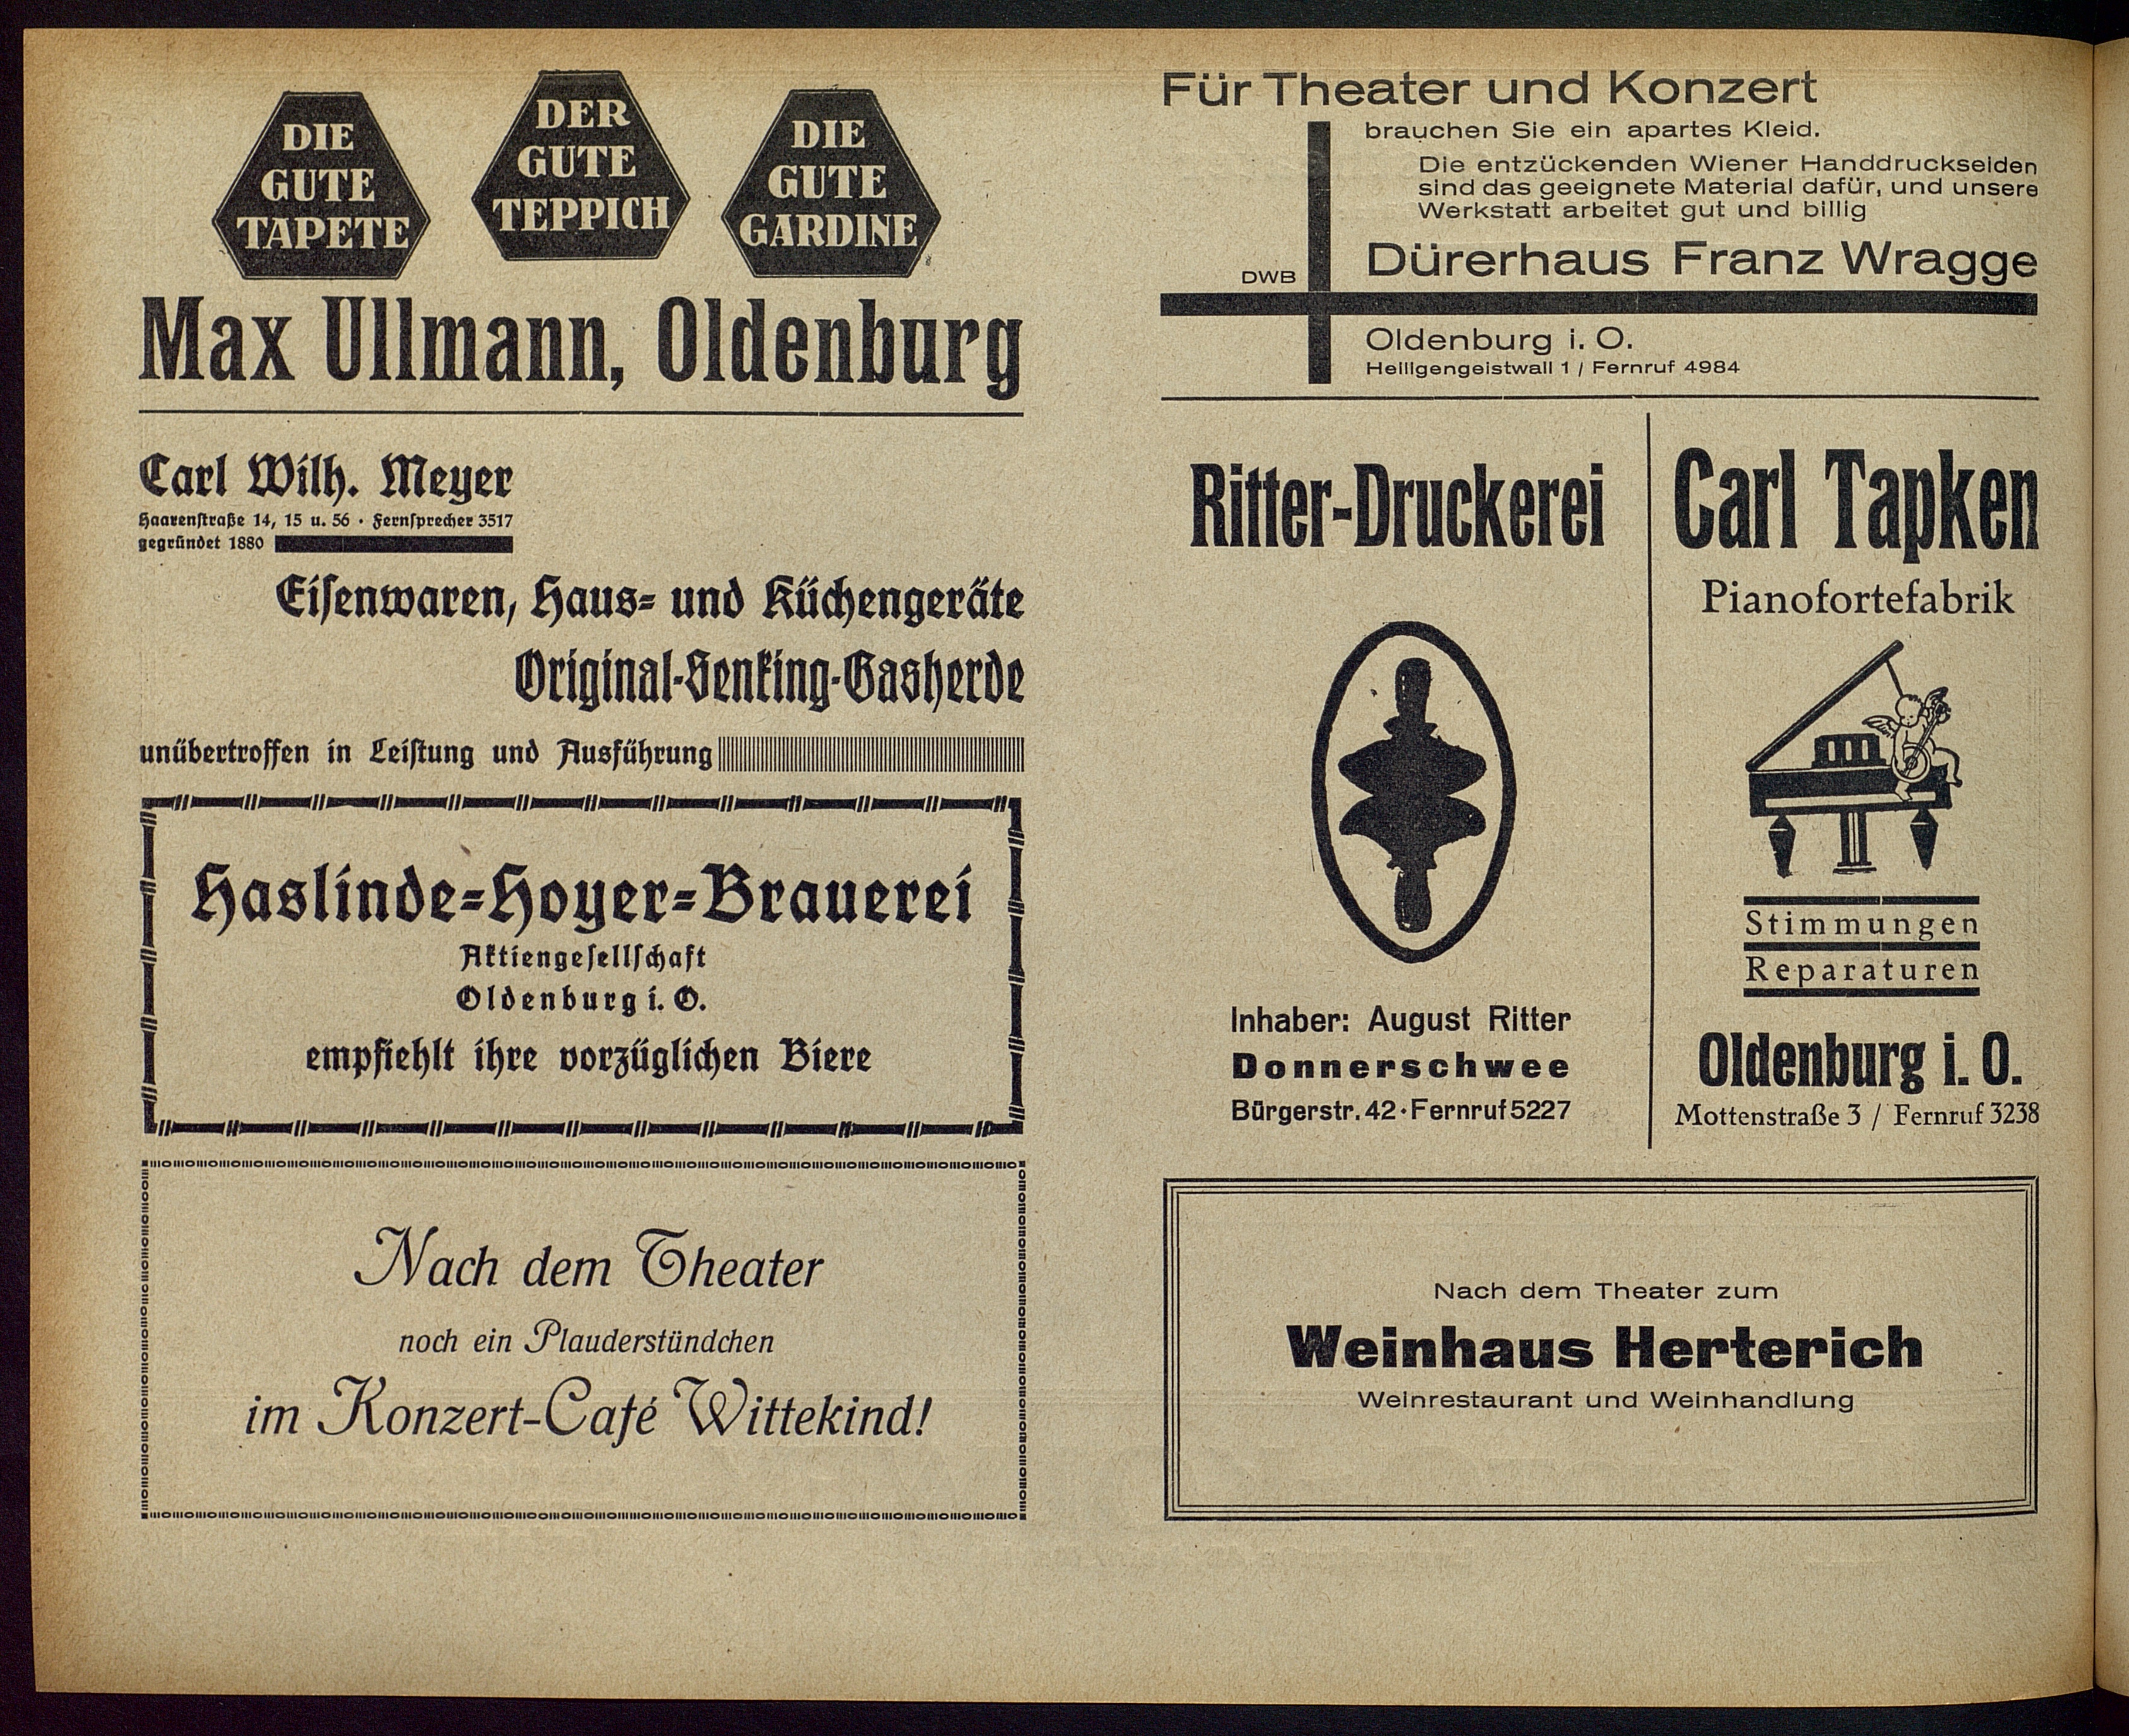 DIE
GUTE
TAPETE
DER
GUTE
TEPPICH
DIE
GUTE
GARDINE
Max Ullmann, Oldenburg
Carl Wilh. Meyer
Haarenſtraße 14, 15 u. 56 · Fernſprecher 3517
gegründet 1880
Eiſenwaren, Haus= und Küchengeräte
Original-Senking-Gasherde
unübertroffen in Leiſtung und Ausführung
Haslinde=Hoyer=Brauerei
Aktiengeſellſchaft
Oldenburg i. O.
empfiehlt ihre vorzüglichen Biere
Nach dem Theater
noch ein Plauderstündchen
im Konzert-Café Wittekind!
Für Theater und Konzert
brauchen Sie ein apartes Kleid.
Die entzückenden Wiener Handdruckseiden
sind das geeignete Material dafür, und unsere
Werkstatt arbeitet gut und billig
Dürerhaus Franz Wragge
DWB
Oldenburg i. O.
Heiligengeistwall 1 / Fernruf 4984
Ritter-Druckerei
Inhaber: August Ritter
Donnerschwee
Bürgerstr. 42 · Fernruf 5227
Carl Tapken
Pianofortefabrik
Stimmungen
Reparaturen
Oldenburg i. O.
Mottenstraße 3 / Fernruf 3238
Nach dem Theater zum
Weinhaus Herterich
Weinrestaurant und Weinhandlung